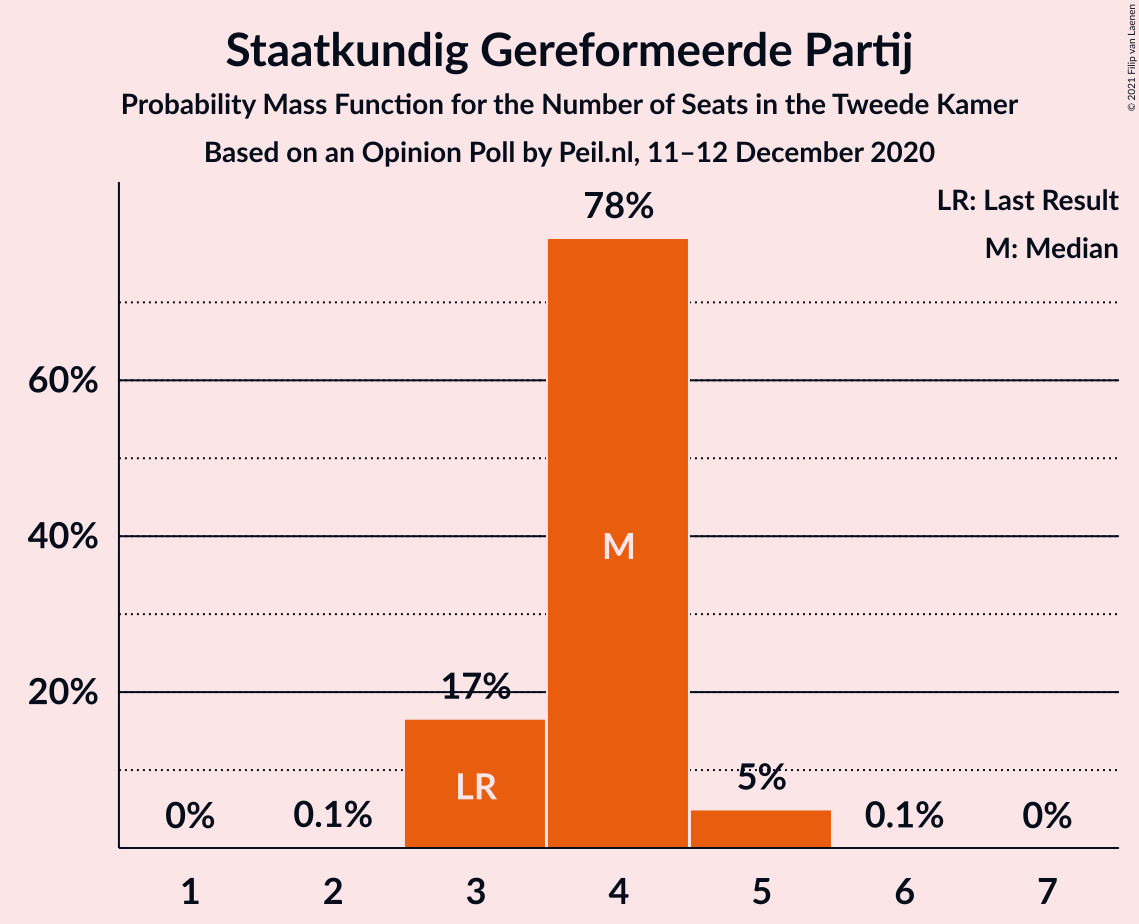 Staatkundig Gereformeerde Partij
Probability Mass Function for the Number of Seats in the Tweede Kamer
Based on an Opinion Poll by Peil.nl, 11–12 December 2020
© 2021 Filip van Laenen
LR: Last Result
M: Median
78%
60%
40%
M
20%
17%
LR
5%
0%
0.1%
0.1%
0%
1 2 3 4 5 6 7